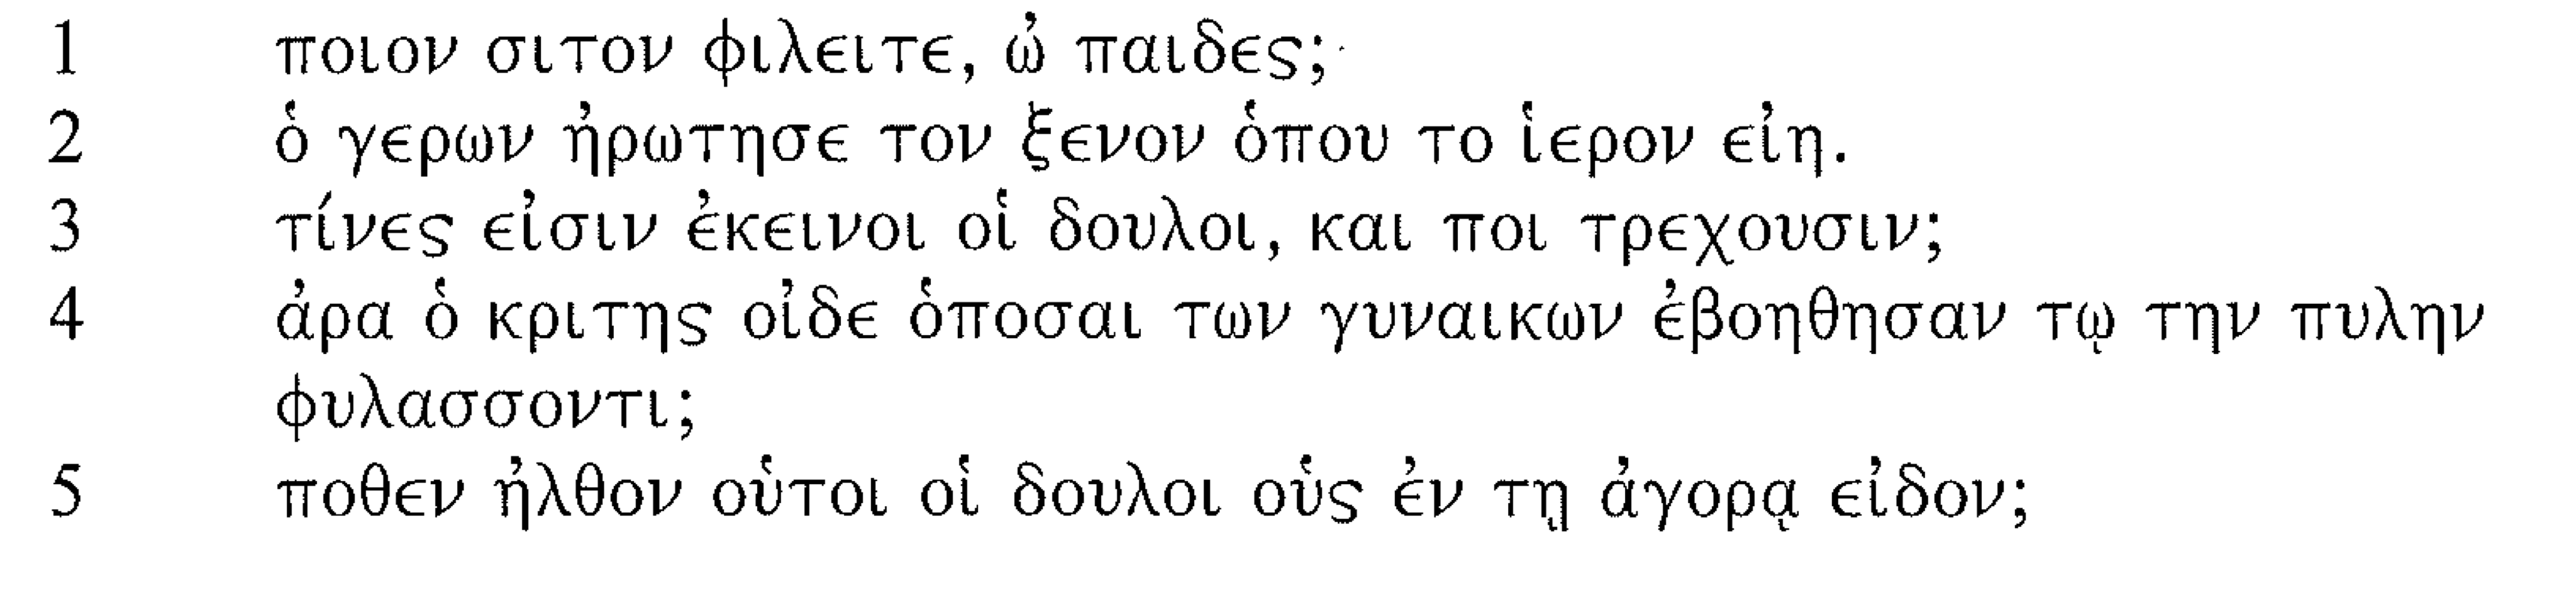 1 ποιον σιτον φιλειτε, ὠ παιδες;
2 ὁ γερων ἠρωτησε τον ξενον ὁπου το ἱερον εἰη.
3 τίνες εἰσιν ἐκεινοι οἱ δουλοι, και ποι τρεχουσιν;
4 ἀρα ὁ κριτης οἰδε ὁποσαι των γυναικων ἐβοηθησαν τῳ την πυλην
φυλασσοντι;
5 ποθεν ἠλθον οὑτοι οἱ δουλοι οὑς ἐν τῃ ἀγορᾳ εἰδον;